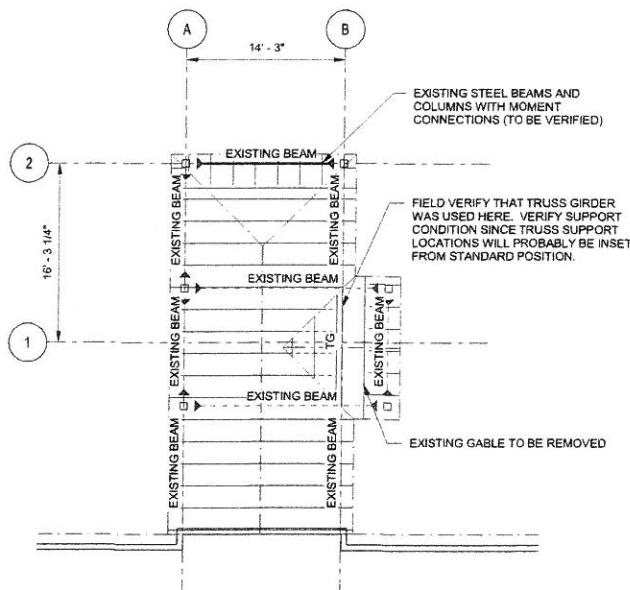 A
B
14' - 3"
EXISTING STEEL BEAMS AND
COLUMNS WITH MOMENT
CONNECTIONS (TO BE VERIFIED)
EXISTING BEAM
2
EXISTING BEAM
EXISTING BEAM
FIELD VERIFY THAT TRUSS GIRDER
WAS USED HERE. VERIFY SUPPORT
CONDITION SINCE TRUSS SUPPORT
LOCATIONS WILL PROBABLY BE INSET
FROM STANDARD POSITION.
16' - 3 1/4"
EXISTING BEAM
EXISTING BEAM
TG
EXISTING BEAM
1
EXISTING BEAM
EXISTING GABLE TO BE REMOVED
EXISTING BEAM
EXISTING BEAM